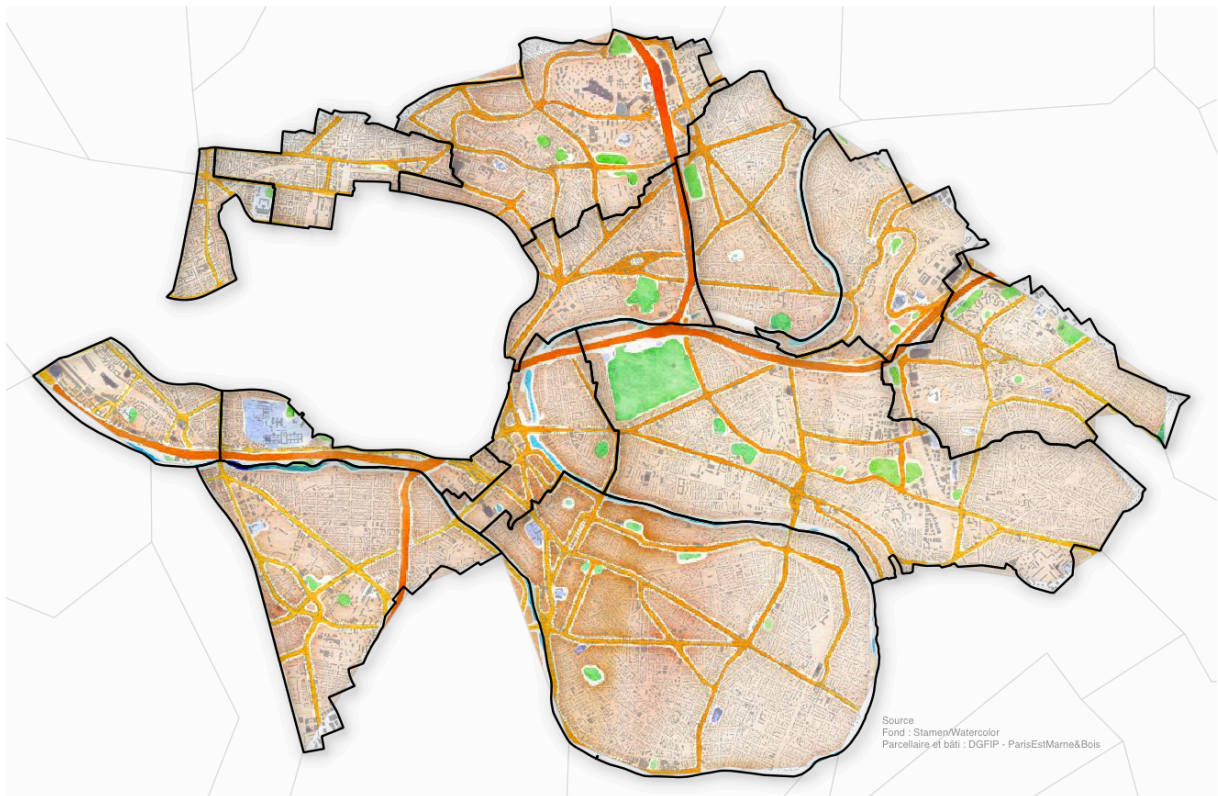 Source
Fond : Stamen/Watercolor
Parcellaire et bâti : DGFIP - ParisEstMarne&Bois